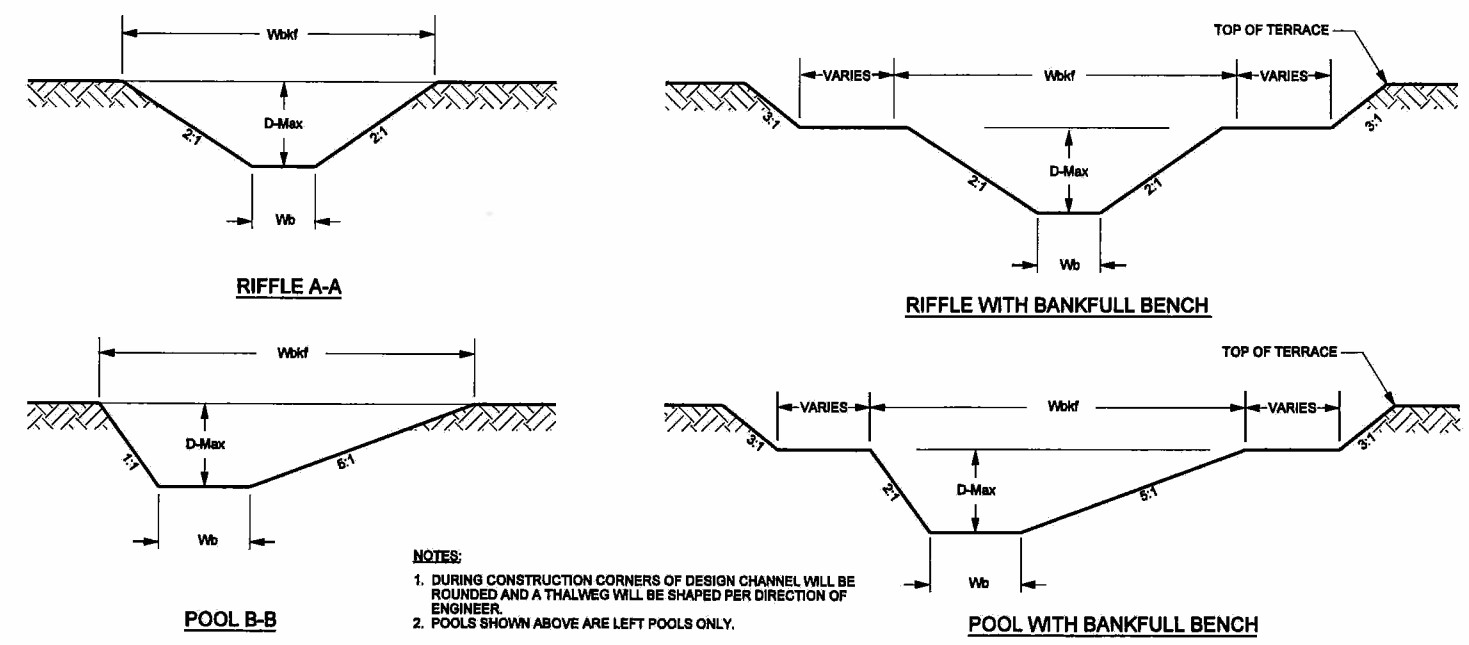 Wbkf
D-Max
2:1
2:1
Wb
RIFFLE A-A
TOP OF TERRACE
VARIES
Wbkf
VARIES
3:1
3:1
D-Max
2:1
2:1
Wb
RIFFLE WITH BANKFULL BENCH
Wbkf
D-Max
1:1
5:1
Wb
POOL B-B
TOP OF TERRACE
VARIES
Wbkf
VARIES
3:1
3:1
D-Max
2:1
5:1
Wb
POOL WITH BANKFULL BENCH
NOTES:
1. DURING CONSTRUCTION CORNERS OF DESIGN CHANNEL WILL BE
ROUNDED AND A THALWEG WILL BE SHAPED PER DIRECTION OF
ENGINEER.
2. POOLS SHOWN ABOVE ARE LEFT POOLS ONLY.